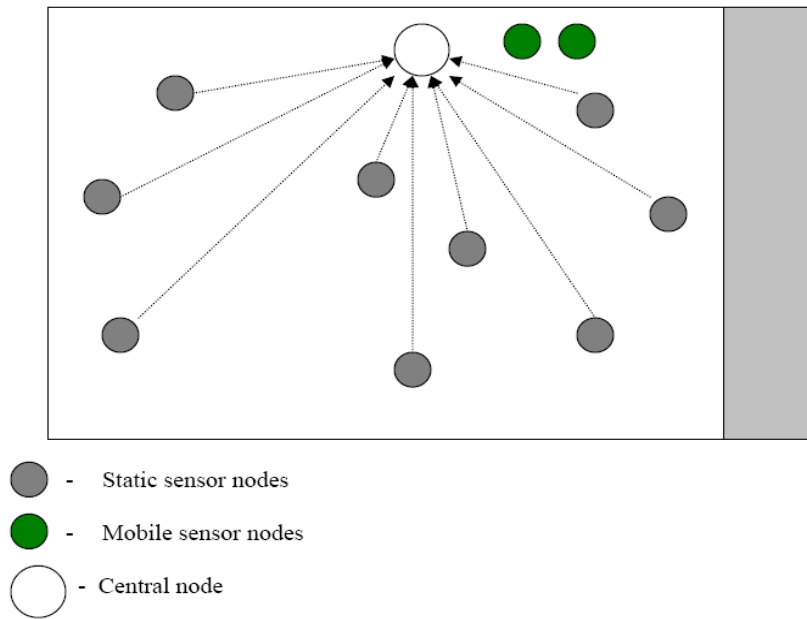 - Static sensor nodes
- Mobile sensor nodes
- Central node